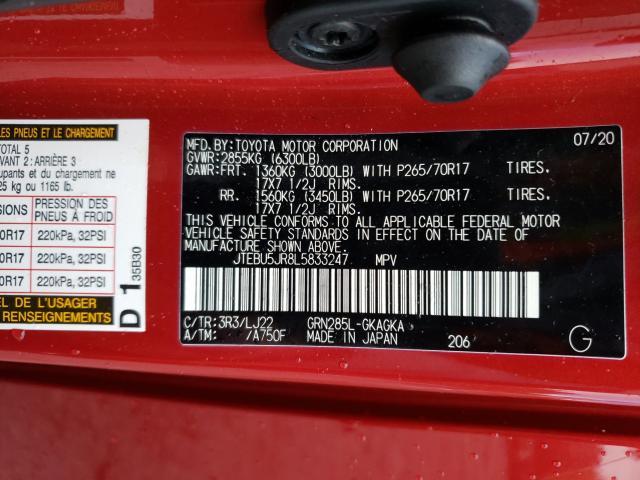 LES PNEUS ET LE CHARGEMENT
TOTAL 5
AVANT 2: ARRIÈRE 3
upants et du chargement ne
25 kg ou 1165 lb.
NSIONS PRESSION DES PNEUS À FROID
0R17 220kPa, 32PSI
0R17 220kPa, 32PSI
0R17 220kPa, 32PSI
EL DE L'USAGER
RENSEIGNEMENTS
D 1 35B30
MFD.BY:TOYOTA MOTOR CORPORATION 07/20
GVWR:2855KG (6300LB)
GAWR:FRT. 1360KG (3000LB) WITH P265/70R17 TIRES.
17X7 1/2J RIMS.
RR. 1560KG (3450LB) WITH P265/70R17 TIRES.
17X7 1/2J RIMS.
THIS VEHICLE CONFORMS TO ALL APPLICABLE FEDERAL MOTOR
VEHICLE SAFETY STANDARDS IN EFFECT ON THE DATE OF
MANUFACTURE SHOWN ABOVE.
JTEBU5JR8L5833247 MPV
C/TR:3R3/LJ22 GRN285L-GKAGKA
A/TM: /A750F MADE IN JAPAN 206 G